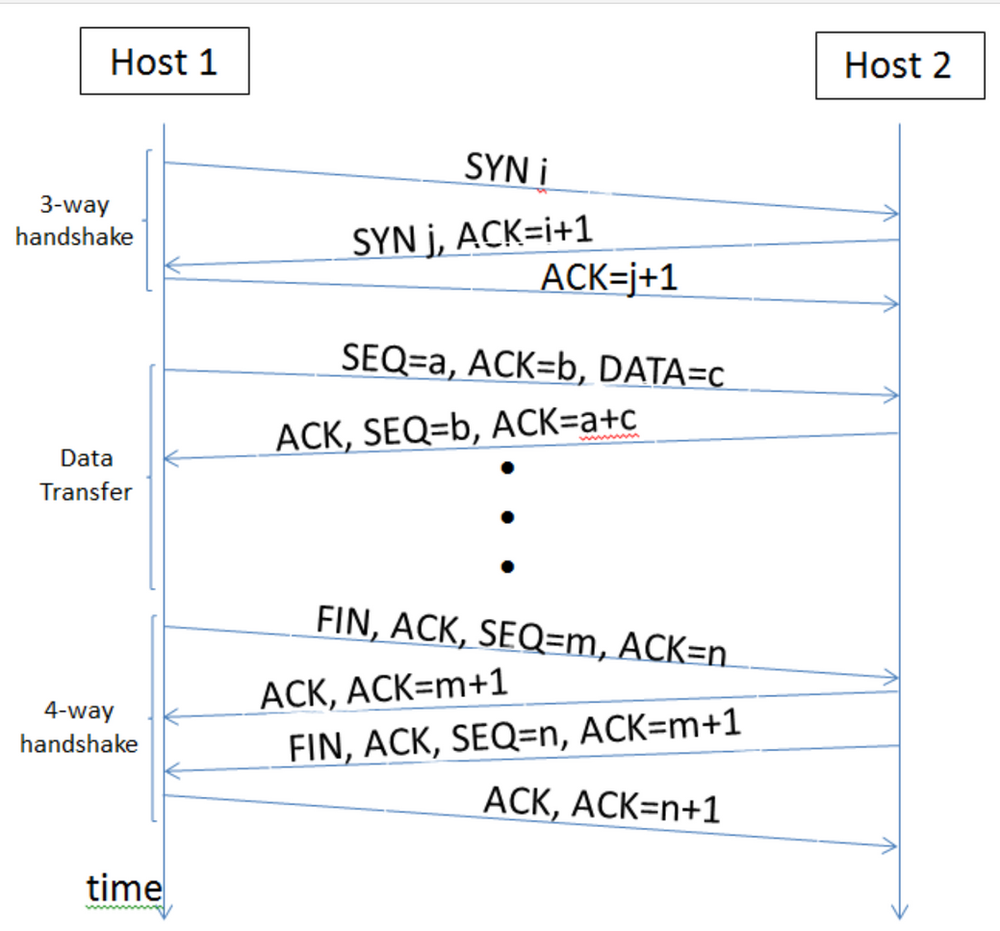 Host 1
Host 2
3-way
handshake
SYN i
SYN j, ACK=i+1
ACK=j+1
Data
Transfer
SEQ=a, ACK=b, DATA=c
ACK, SEQ=b, ACK=a+c
4-way
handshake
FIN, ACK, SEQ=m, ACK=n
ACK, ACK=m+1
FIN, ACK, SEQ=n, ACK=m+1
ACK, ACK=n+1
time